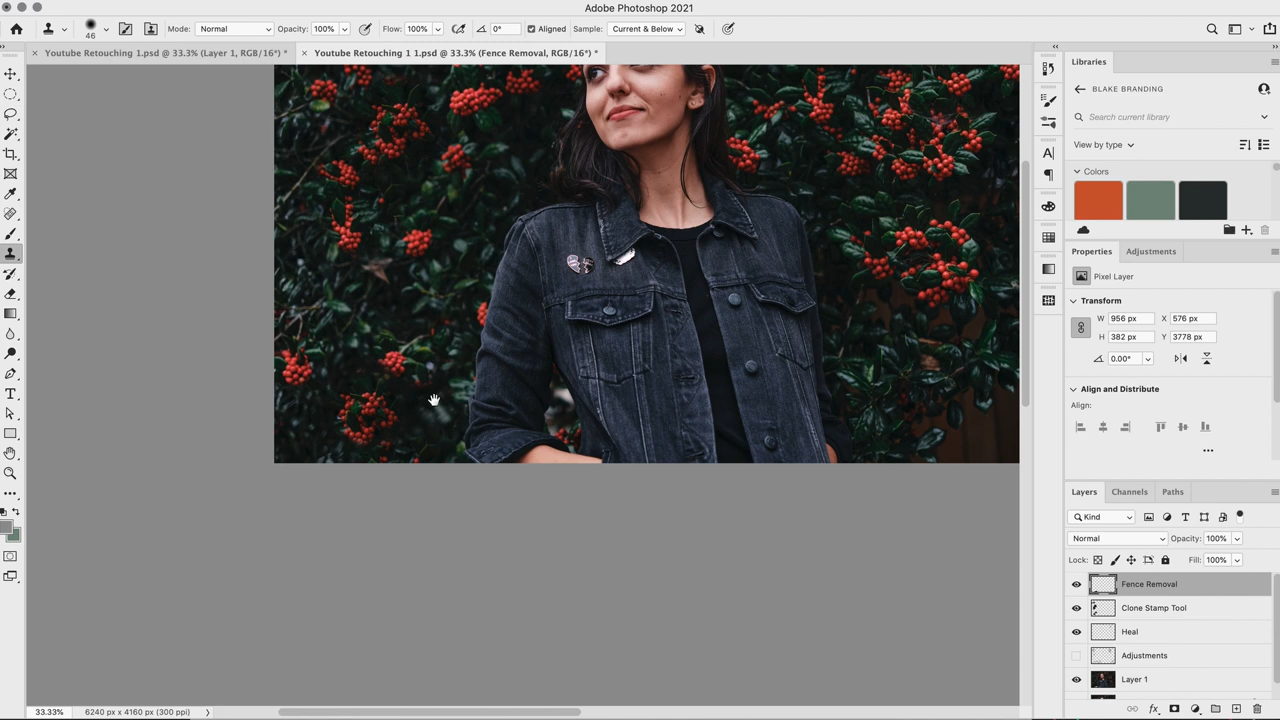 Adobe Photoshop 2021
46 Mode: Normal Opacity: 100% Flow: 100% 0° Aligned Sample: Current & Below
Youtube Retouching 1.psd @ 33.3% (Layer 1, RGB/16*) * Youtube Retouching 1 1.psd @ 33.3% (Fence Removal, RGB/16*) *
Libraries
BLAKE BRANDING
Search current library
View by type
Colors
Properties Adjustments
Pixel Layer
Transform
W 956 px X 576 px
H 382 px Y 3778 px
0.00°
Align and Distribute
Align:
Layers Channels Paths
Kind
Normal Opacity: 100%
Lock: Fill: 100%
Fence Removal
Clone Stamp Tool
Heal
Adjustments
Layer 1
33.33% 6240 px x 4160 px (300 ppi)